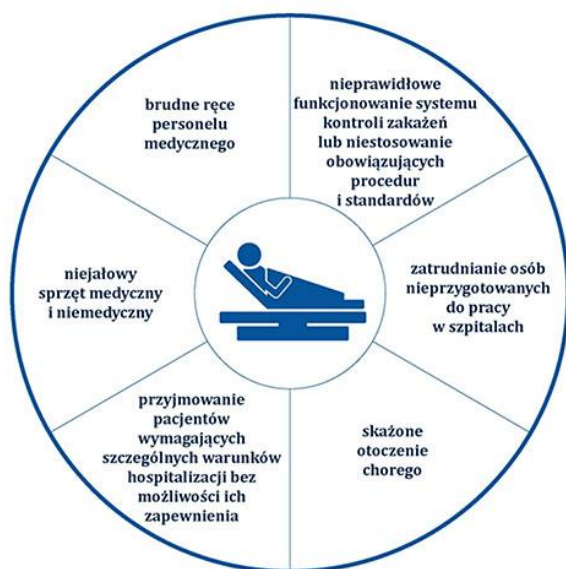 brudne ręce
personelu
medycznego
nieprawidłowe
funkcjonowanie systemu
kontroli zakażeń
lub niestosowanie
obowiązujących
procedur
i standardów
zatrudnianie osób
nieprzygotowanych
do pracy
w szpitalach
skażone
otoczenie
chorego
przyjmowanie
pacjentów
wymagających
szczególnych warunków
hospitalizacji bez
możliwości ich
zapewnienia
niejałowy
sprzęt medyczny
i niemedyczny